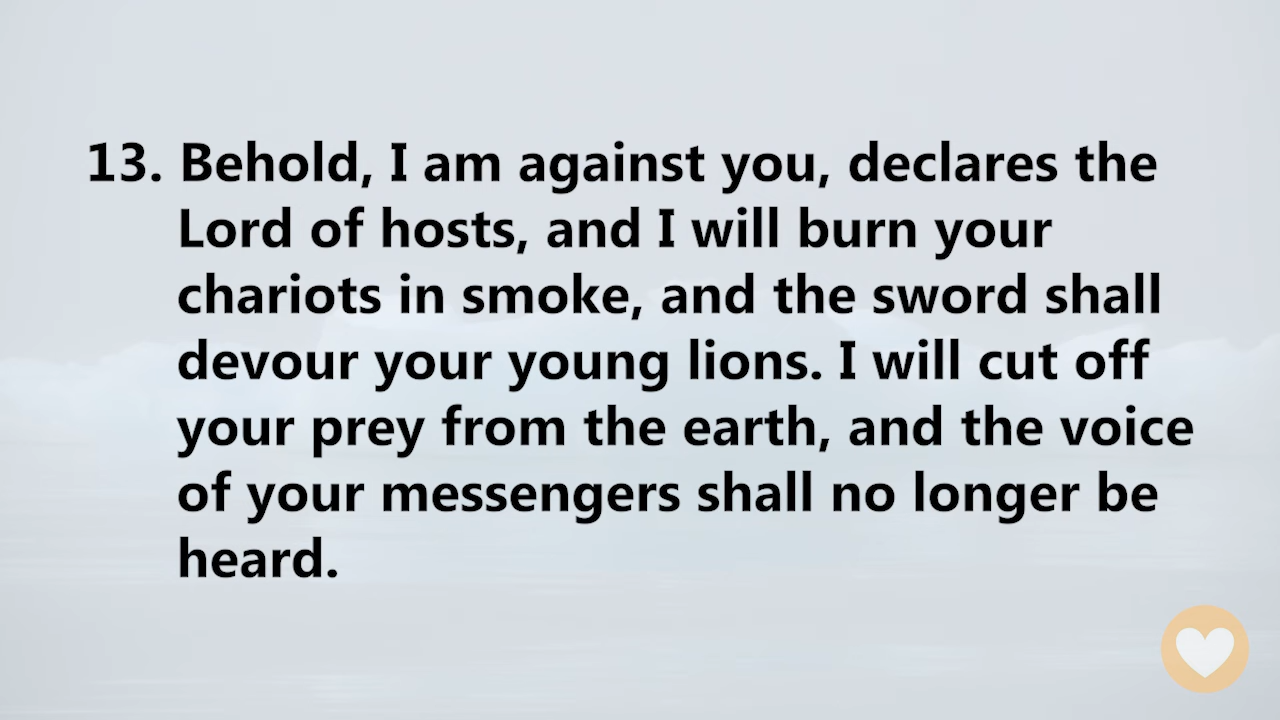 13. Behold, I am against you, declares the
Lord of hosts, and I will burn your
chariots in smoke, and the sword shall
devour your young lions. I will cut off
your prey from the earth, and the voice
of your messengers shall no longer be
heard.